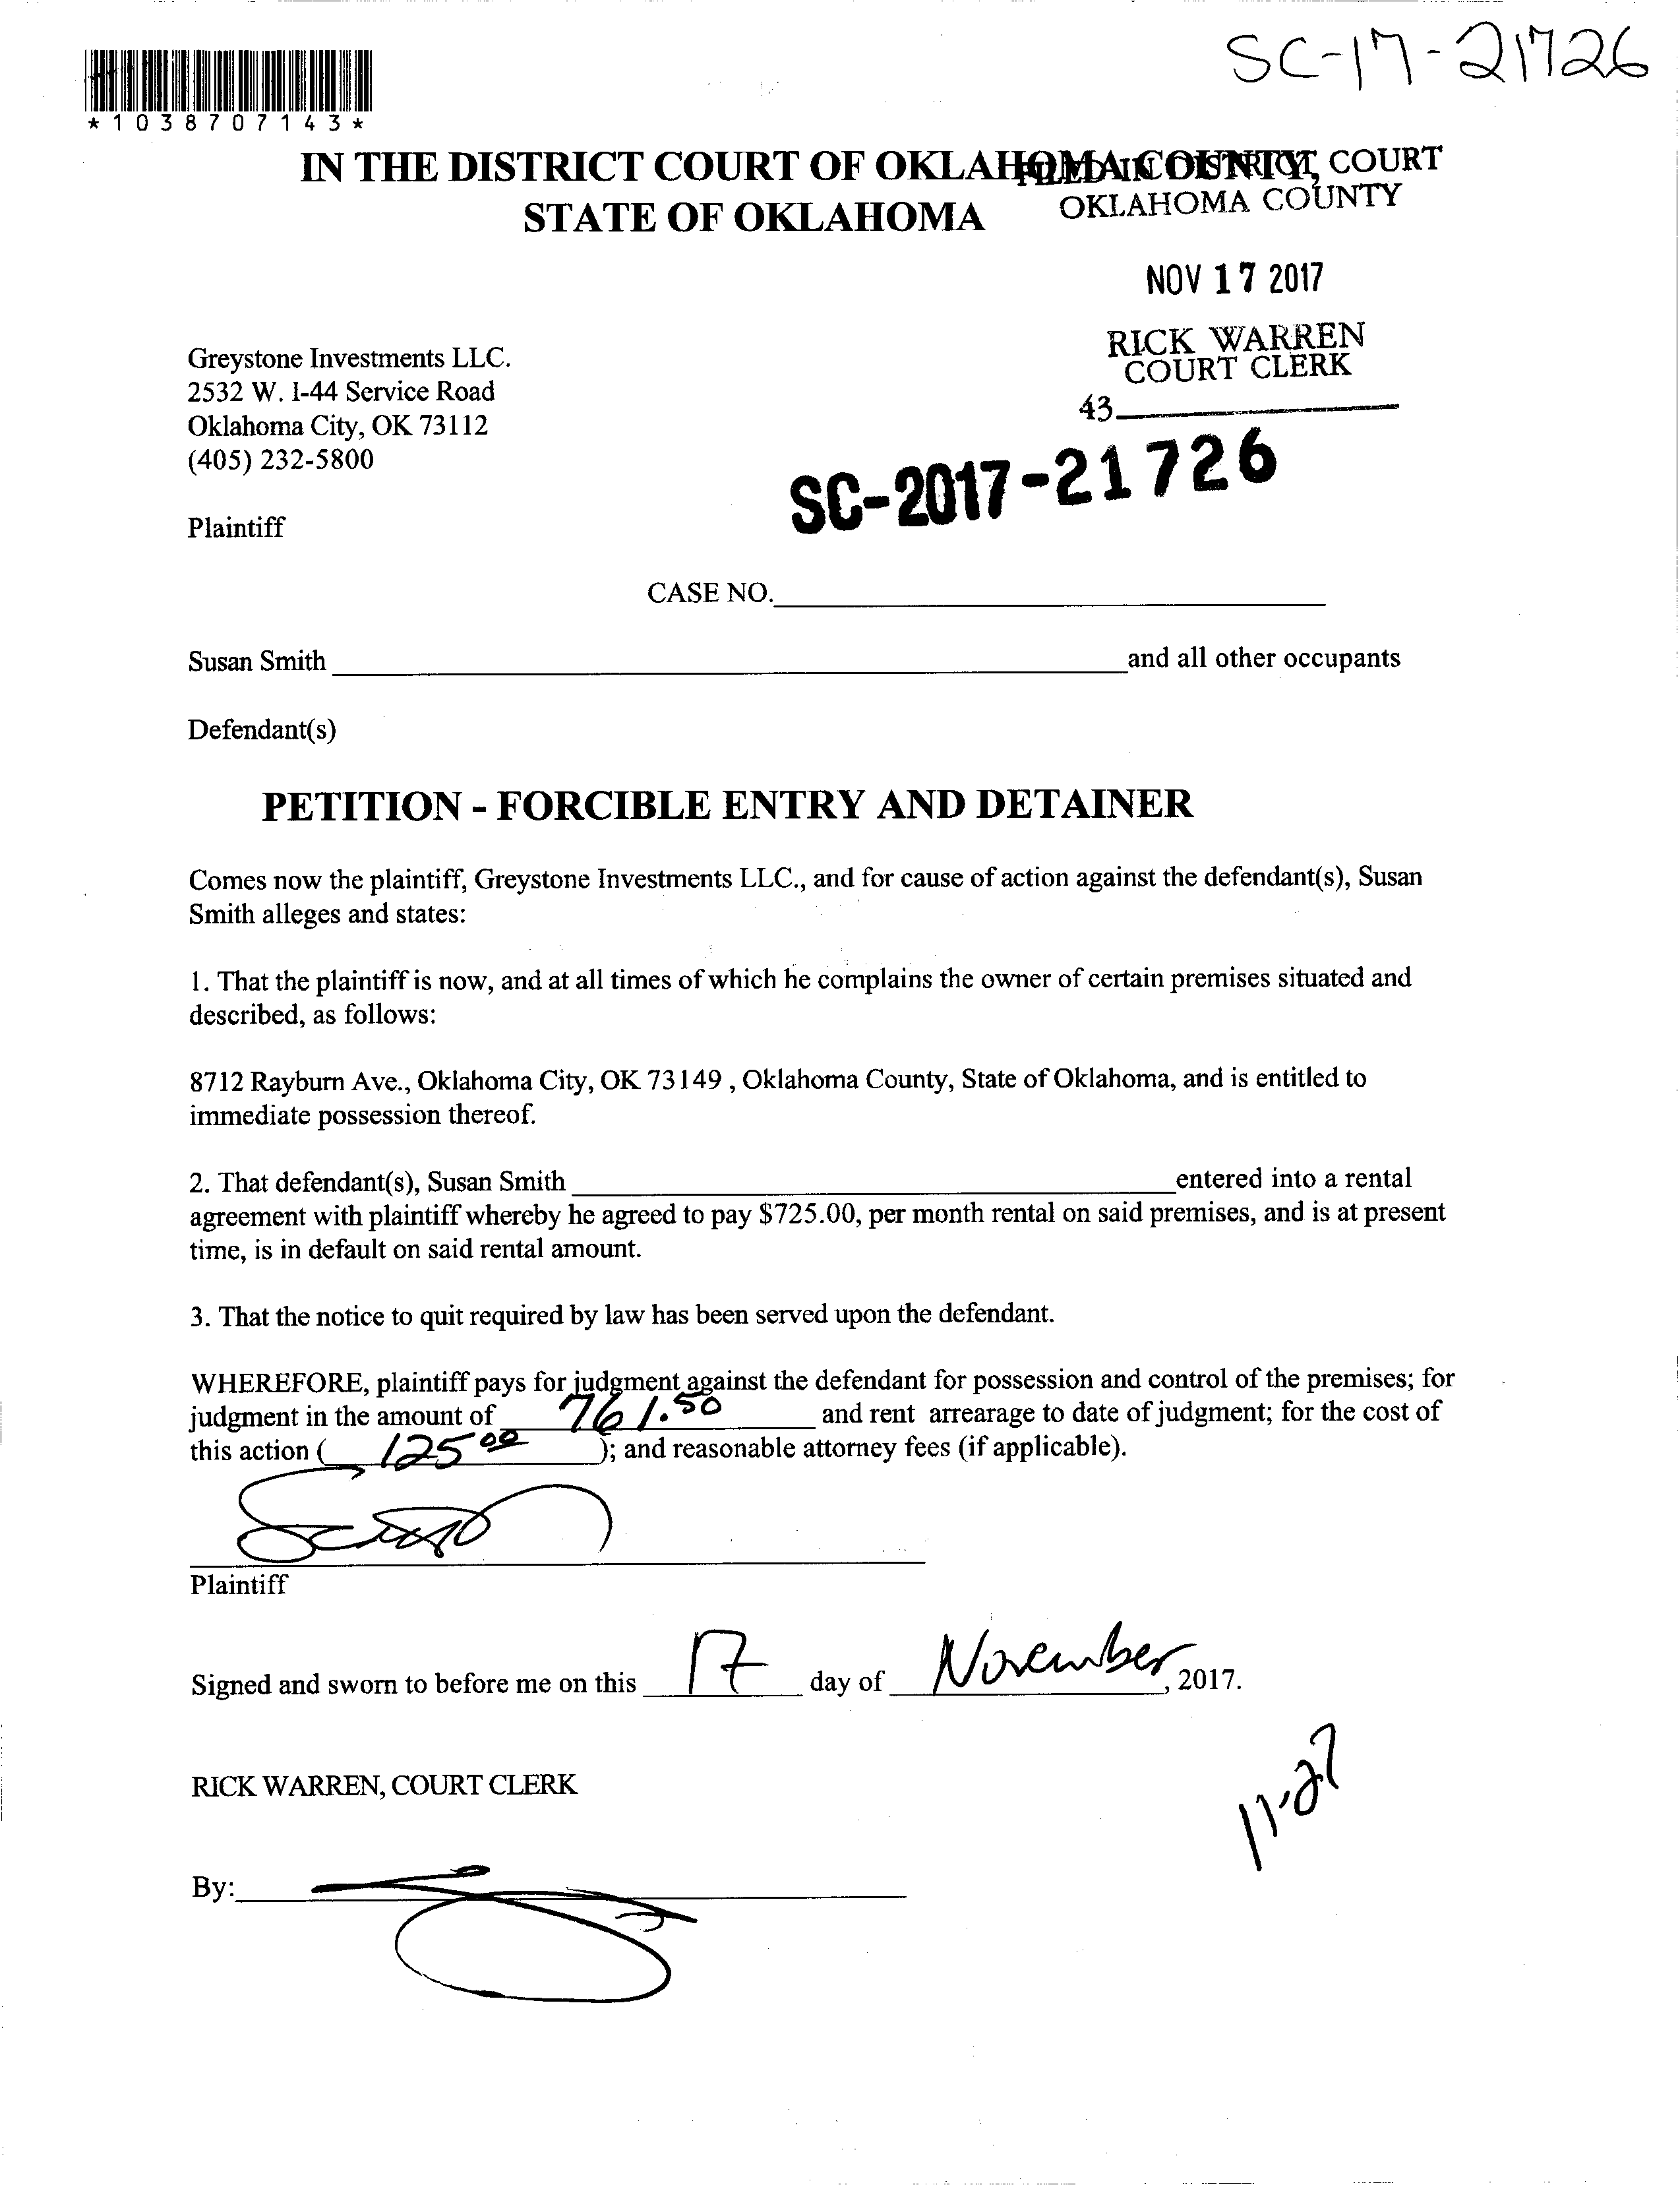 SC-17-21726
*1038707143*
IN THE DISTRICT COURT OF OKLAHOMA COUNTY,
STATE OF OKLAHOMA
FILED IN DISTRICT COURT
OKLAHOMA COUNTY
NOV 17 2017
RICK WARREN
COURT CLERK
43
Greystone Investments LLC.
2532 W. I-44 Service Road
Oklahoma City, OK 73112
(405) 232-5800
SC-2017-21726
Plaintiff
CASE NO.
Susan Smith and all other occupants
Defendant(s)
PETITION - FORCIBLE ENTRY AND DETAINER
Comes now the plaintiff, Greystone Investments LLC., and for cause of action against the defendant(s), Susan
Smith alleges and states:
1. That the plaintiff is now, and at all times of which he complains the owner of certain premises situated and
described, as follows:
8712 Rayburn Ave., Oklahoma City, OK 73149 , Oklahoma County, State of Oklahoma, and is entitled to
immediate possession thereof.
2. That defendant(s), Susan Smith entered into a rental
agreement with plaintiff whereby he agreed to pay $725.00, per month rental on said premises, and is at present
time, is in default on said rental amount.
3. That the notice to quit required by law has been served upon the defendant.
WHEREFORE, plaintiff pays for judgment against the defendant for possession and control of the premises; for
judgment in the amount of 761.50 and rent arrearage to date of judgment; for the cost of
this action ( 125 00 ); and reasonable attorney fees (if applicable).
Plaintiff
Signed and sworn to before me on this 17 day of November, 2017.
RICK WARREN, COURT CLERK
11-27
By: